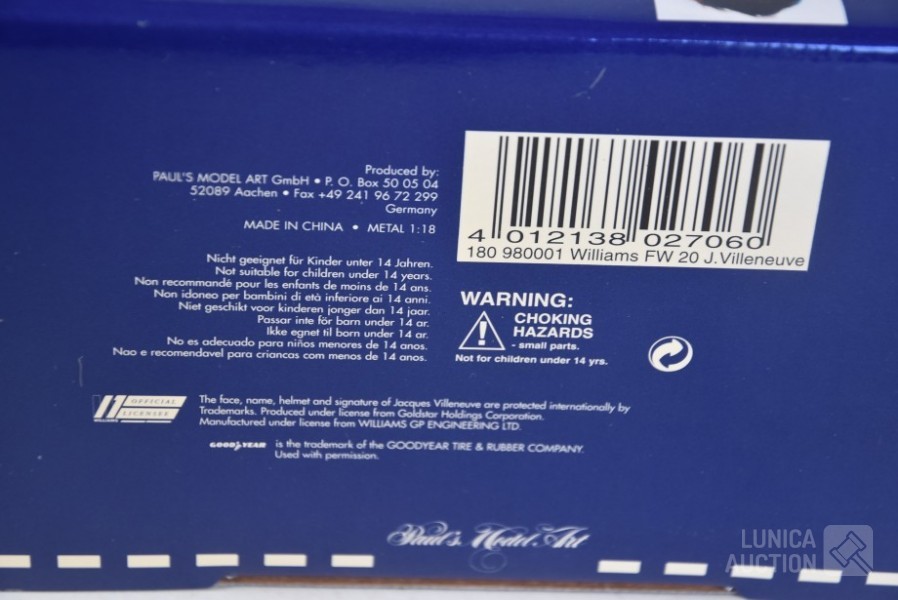 Produced by:
PAUL'S MODEL ART GmbH • P. O. Box 50 05 04
52089 Aachen • Fax +49 241 96 72 299
Germany
MADE IN CHINA • METAL 1:18
Nicht geeignet für Kinder unter 14 Jahren.
Not suitable for children under 14 years.
Non recommandé pour les enfants de moins de 14 ans.
Non idoneo per bambini di età inferiore ai 14 anni.
Niet geschikt voor kinderen jonger dan 14 jaar.
Passar inte för barn under 14 ar.
Ikke egnet til barn under 14 ar.
No es adecuado para niños menores de 14 anos.
Nao e recomendavel para criancas com menos de 14 anos.
4 012138 027060
180 980001 Williams FW 20 J.Villeneuve
WARNING:
CHOKING
HAZARDS
- small parts.
Not for children under 14 yrs.
OFFICIAL
LICENSEE
The face, name, helmet and signature of Jacques Villeneuve are protected internationally by
Trademarks. Produced under license from Goldstar Holdings Corporation.
Manufactured under license from WILLIAMS GP ENGINEERING LTD.
GOODYEAR is the trademark of the GOODYEAR TIRE & RUBBER COMPANY.
Used with permission.
Paul's Model Art
LUNICA
AUCTION